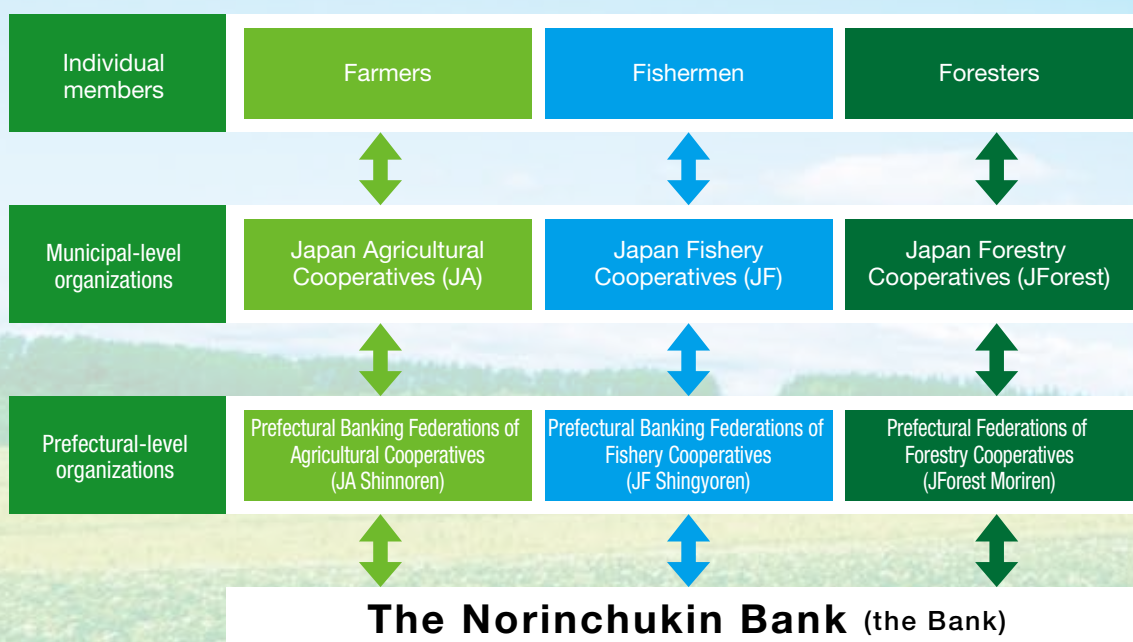 Individual
members
Farmers
Fishermen
Foresters
Municipal-level
organizations
Japan Agricultural
Cooperatives (JA)
Japan Fishery
Cooperatives (JF)
Japan Forestry
Cooperatives (JForest)
Prefectural-level
organizations
Prefectural Banking Federations of
Agricultural Cooperatives
(JA Shinnoren)
Prefectural Banking Federations of
Fishery Cooperatives
(JF Shingyoren)
Prefectural Federations of
Forestry Cooperatives
(JForest Moriren)
The Norinchukin Bank (the Bank)